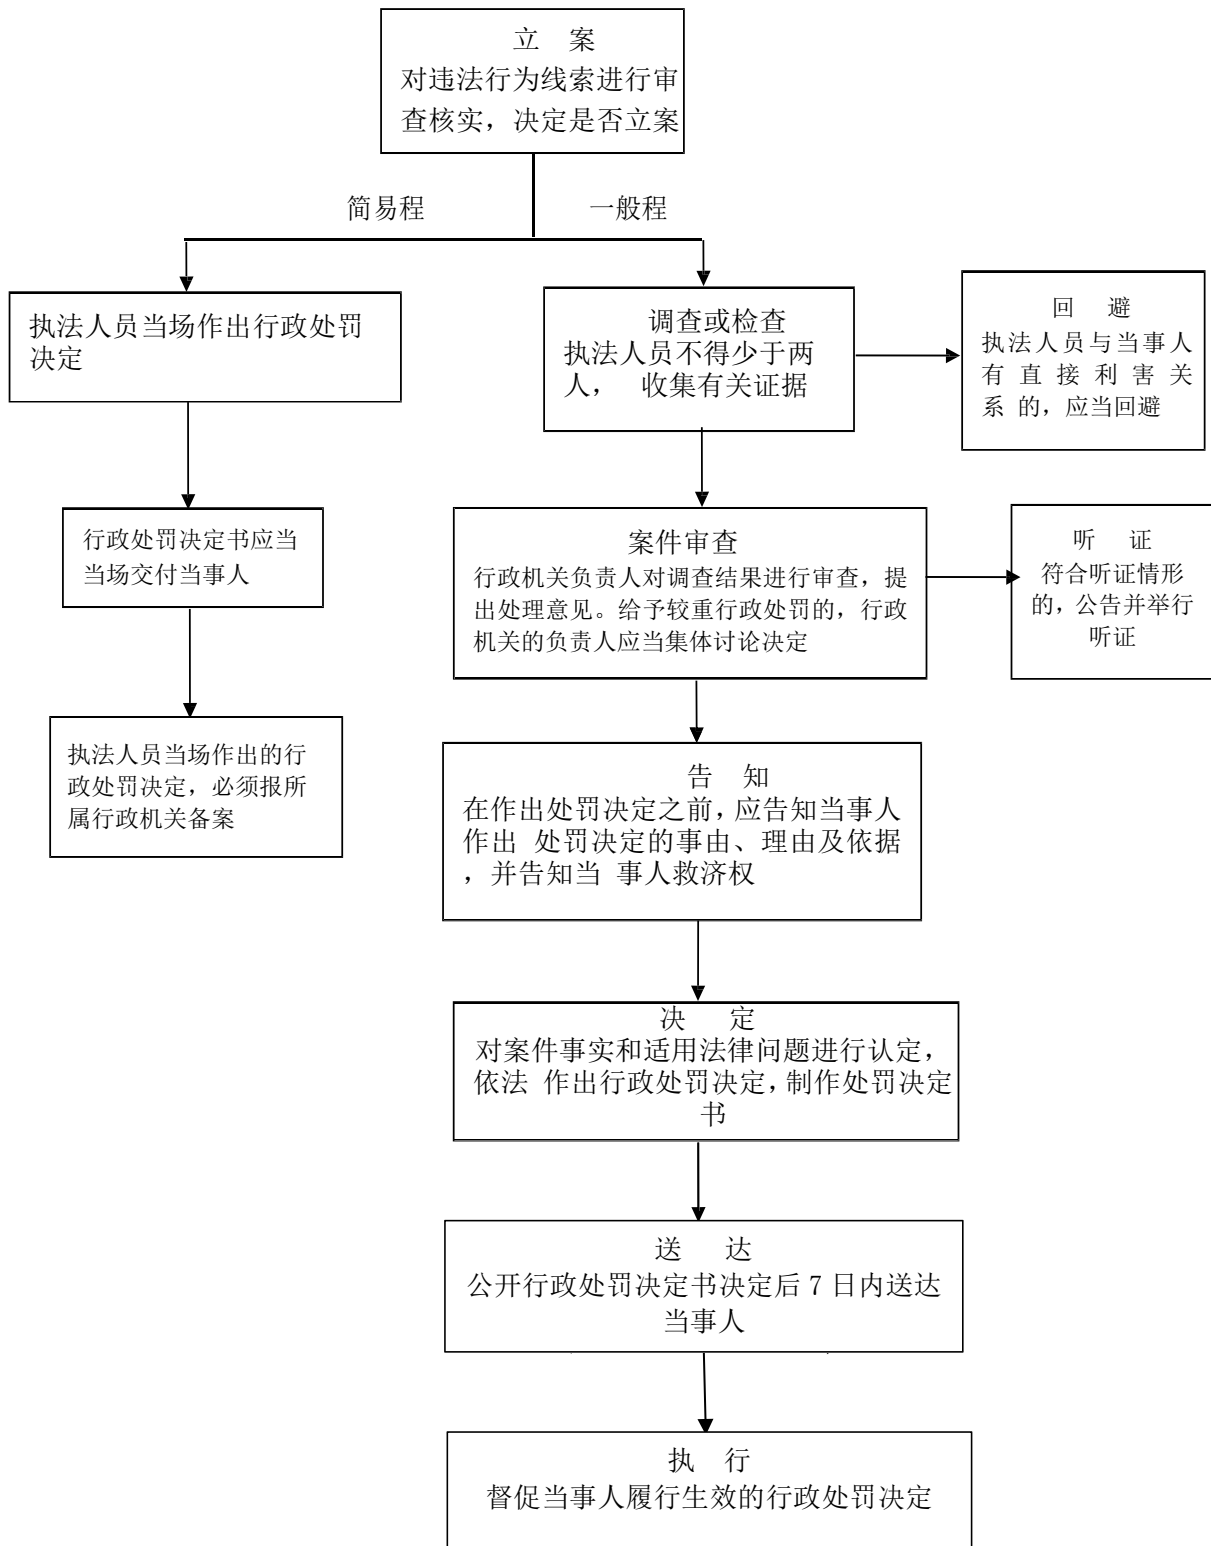 立 案
对违法行为线索进行审
查核实，决定是否立案
简易程
一般程
执法人员当场作出行政处罚
决定
调查或检查
执法人员不得少于两
人， 收集有关证据
回 避
执法人员与当事人
有 直 接 利 害 关
系 的，应当回避
行政处罚决定书应当
当场交付当事人
案件审查
行政机关负责人对调查结果进行审查，提
出处理意见。给予较重行政处罚的，行政
机关的负责人应当集体讨论决定
听 证
符合听证情形
的，公告并举行
听证
执法人员当场作出的行
政处罚决定，必须报所
属行政机关备案
告 知
在作出处罚决定之前，应告知当事人
作出 处罚决定的事由、理由及依据
，并告知当 事人救济权
决 定
对案件事实和适用法律问题进行认定，
依法 作出行政处罚决定，制作处罚决定
书
送 达
公开行政处罚决定书决定后 7 日内送达
当事人
执 行
督促当事人履行生效的行政处罚决定